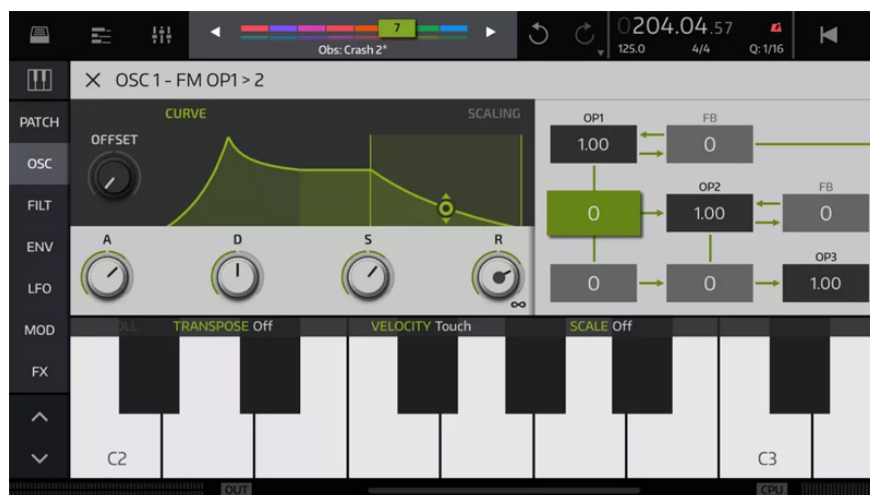 7
Obs: Crash 2*
0204.04.57
125.0
4/4
Q: 1/16
OSC 1 - FM OP1 > 2
PATCH
OSC
FILT
ENV
LFO
MOD
FX
CURVE
SCALING
OFFSET
A
D
S
R
∞
OP1
FB
1.00
0
OP2
FB
0
1.00
0
OP3
0
0
1.00
TRANSPOSE Off
VELOCITY Touch
SCALE Off
C2
C3
OUT
CPU